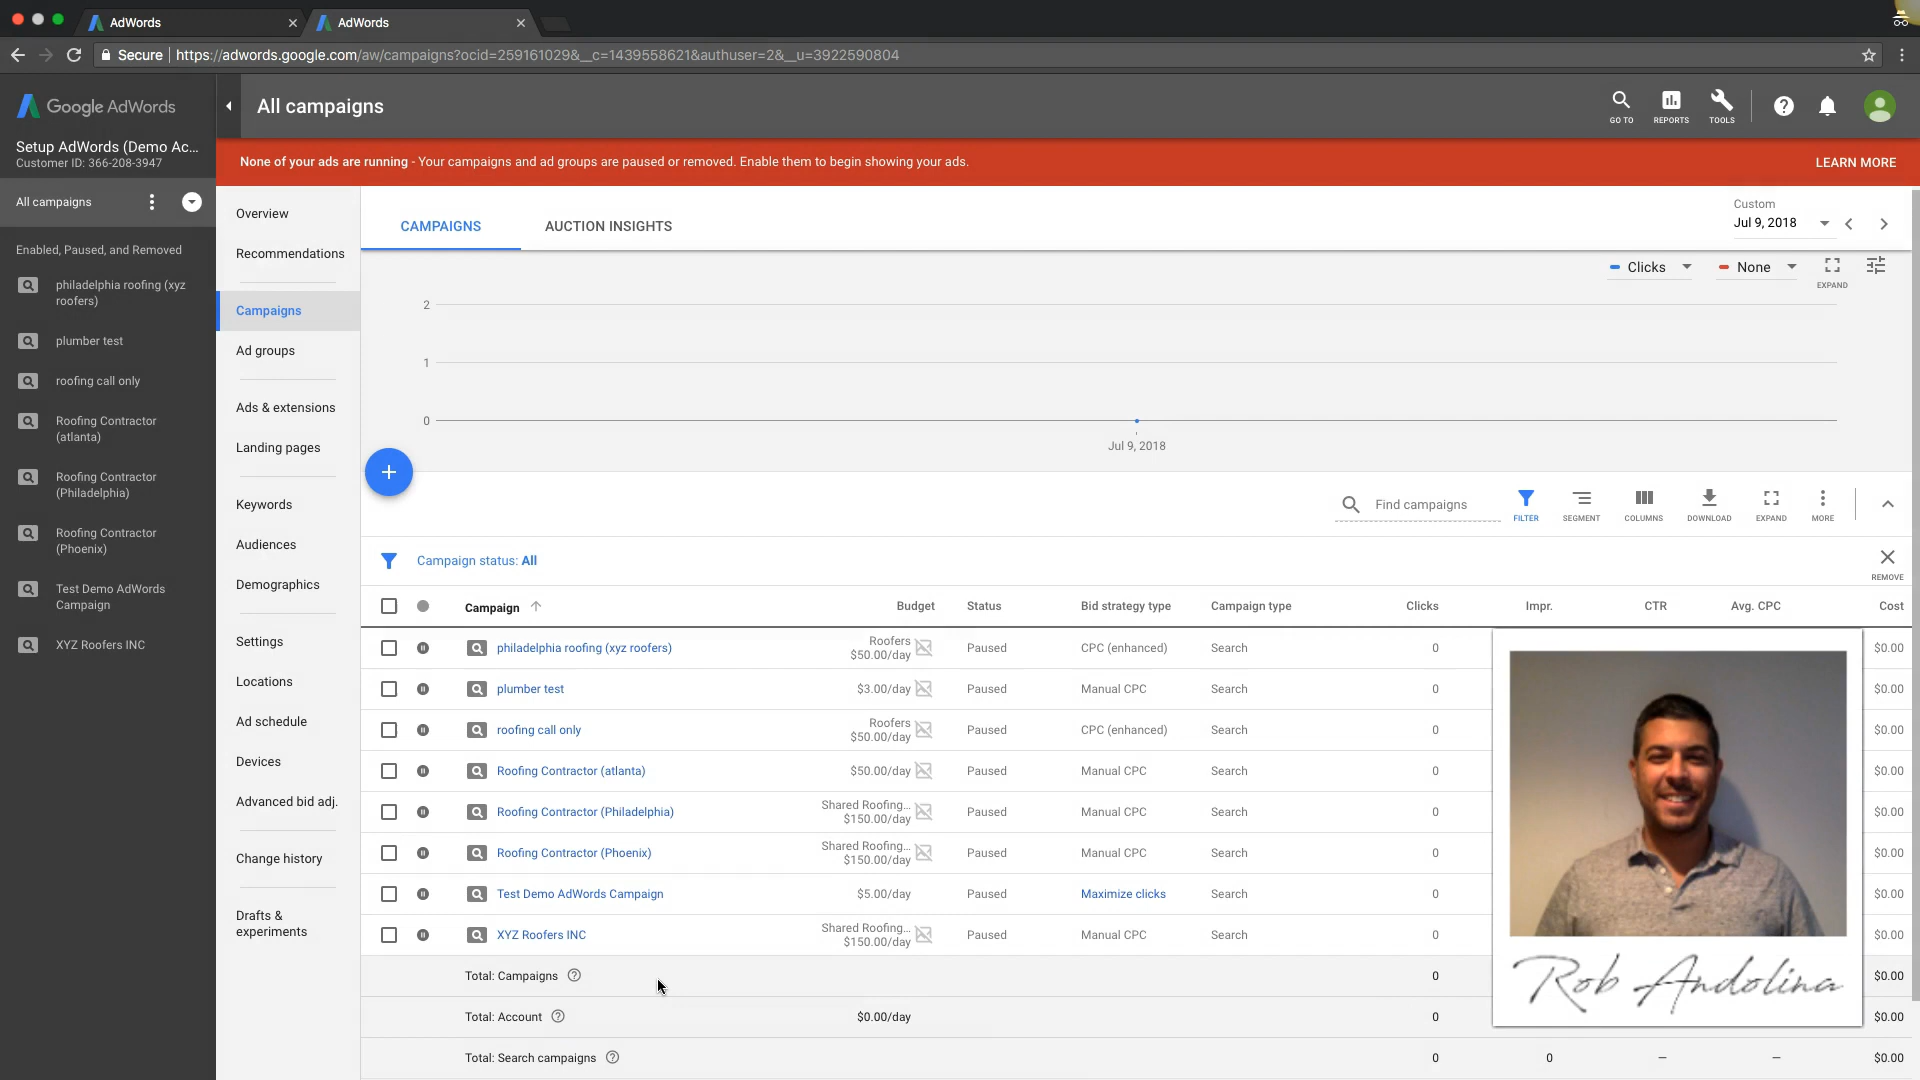 AdWords
AdWords
Secure
https://adwords.google.com/aw/campaigns?ocid=259161029&__c=1439558621&authuser=2&__u=3922590804
Google AdWords
All campaigns
GO TO
REPORTS
TOOLS
Setup AdWords (Demo Ac...
Customer ID: 366-208-3947
None of your ads are running - Your campaigns and ad groups are paused or removed. Enable them to begin showing your ads.
LEARN MORE
All campaigns
Enabled, Paused, and Removed
philadelphia roofing (xyz
roofers)
plumber test
roofing call only
Roofing Contractor
(atlanta)
Roofing Contractor
(Philadelphia)
Roofing Contractor
(Phoenix)
Test Demo AdWords
Campaign
XYZ Roofers INC
Overview
Recommendations
Campaigns
Ad groups
Ads & extensions
Landing pages
Keywords
Audiences
Demographics
Settings
Locations
Ad schedule
Devices
Advanced bid adj.
Change history
Drafts &
experiments
CAMPAIGNS
AUCTION INSIGHTS
Custom
Jul 9, 2018
Clicks
None
EXPAND
2
1
0
Jul 9, 2018
Find campaigns
FILTER
SEGMENT
COLUMNS
DOWNLOAD
EXPAND
MORE
Campaign status: All
REMOVE
Campaign Budget Status Bid strategy type Campaign type Clicks Impr. CTR Avg. CPC Cost
philadelphia roofing (xyz roofers) Roofers $50.00/day Paused CPC (enhanced) Search 0 $0.00
plumber test $3.00/day Paused Manual CPC Search 0 $0.00
roofing call only Roofers $50.00/day Paused CPC (enhanced) Search 0 $0.00
Roofing Contractor (atlanta) $50.00/day Paused Manual CPC Search 0 $0.00
Roofing Contractor (Philadelphia) Shared Roofing... $150.00/day Paused Manual CPC Search 0 $0.00
Roofing Contractor (Phoenix) Shared Roofing... $150.00/day Paused Manual CPC Search 0 $0.00
Test Demo AdWords Campaign $5.00/day Paused Maximize clicks Search 0 $0.00
XYZ Roofers INC Shared Roofing... $150.00/day Paused Manual CPC Search 0 $0.00
Total: Campaigns 0 $0.00
Total: Account $0.00/day 0 $0.00
Total: Search campaigns 0 0 – – $0.00
Rob Andolina